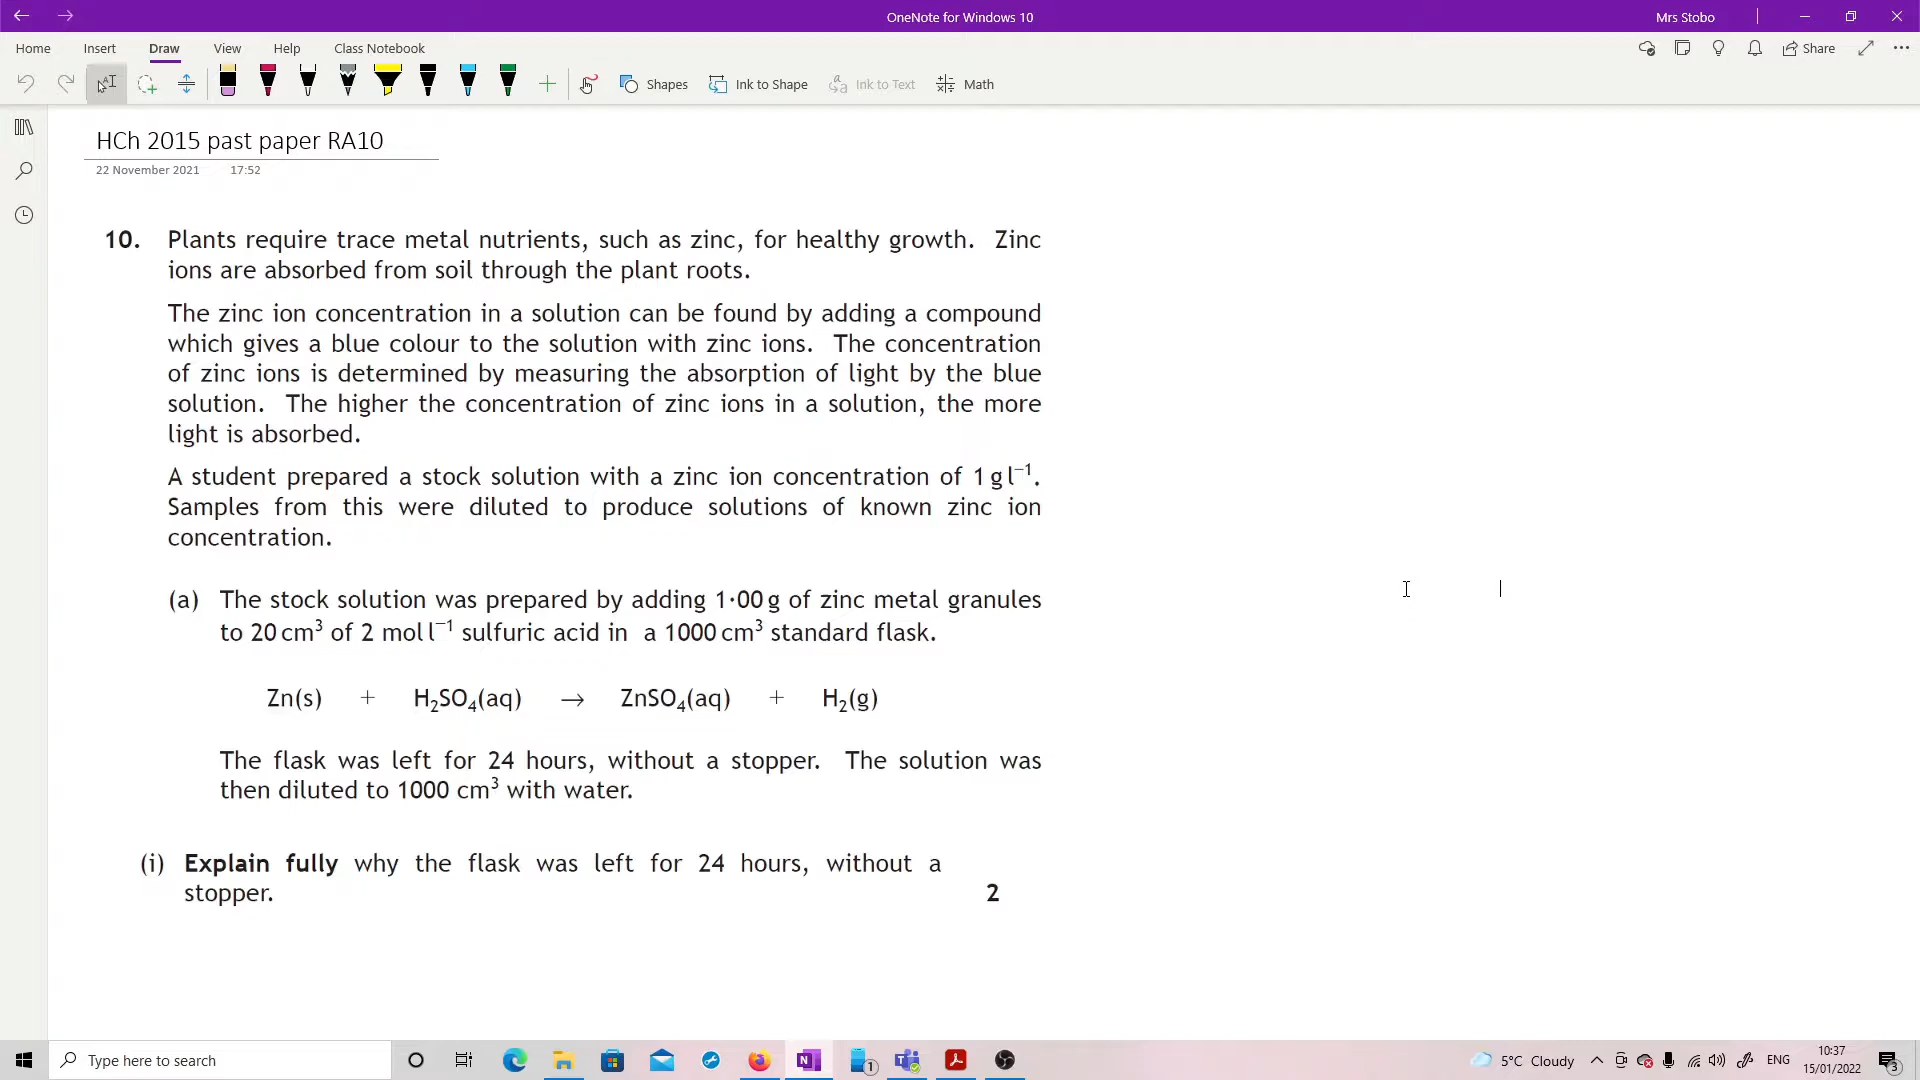 OneNote for Windows 10
Mrs Stobo
Home Insert Draw View Help Class Notebook
Share
Shapes Ink to Shape Ink to Text Math
HCh 2015 past paper RA10
22 November 2021 17:52
10. Plants require trace metal nutrients, such as zinc, for healthy growth. Zinc
ions are absorbed from soil through the plant roots.
The zinc ion concentration in a solution can be found by adding a compound
which gives a blue colour to the solution with zinc ions. The concentration
of zinc ions is determined by measuring the absorption of light by the blue
solution. The higher the concentration of zinc ions in a solution, the more
light is absorbed.
A student prepared a stock solution with a zinc ion concentration of 1 g l⁻¹.
Samples from this were diluted to produce solutions of known zinc ion
concentration.
(a) The stock solution was prepared by adding 1·00 g of zinc metal granules
to 20 cm³ of 2 mol l⁻¹ sulfuric acid in a 1000 cm³ standard flask.
Zn(s) + H₂SO₄(aq) → ZnSO₄(aq) + H₂(g)
The flask was left for 24 hours, without a stopper. The solution was
then diluted to 1000 cm³ with water.
(i) Explain fully why the flask was left for 24 hours, without a
stopper. 2
Type here to search
5°C Cloudy
ENG
10:37
15/01/2022